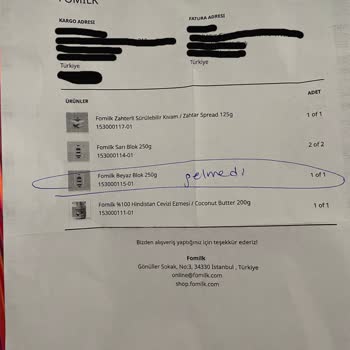 FOMILK
KARGO ADRESİ
FATURA ADRESİ
Türkiye
Türkiye
ÜRÜNLER
ADET
Fomilk Zahterli Sürülebilir Kıvam / Zahtar Spread 125g
1 of 1
153000117-01
Fomilk Sarı Blok 250g
2 of 2
153000114-01
Fomilk Beyaz Blok 250g
gelmedi
1 of 1
153000115-01
Fomilk %100 Hindistan Cevizi Ezmesi / Coconut Butter 200g
1 of 1
153000111-01
Bizden alışveriş yaptığınız için teşekkür ederiz!
Fomilk
Gönüller Sokak, No:3, 34330 İstanbul , Türkiye
online@fomilk.com
shop.fomilk.com